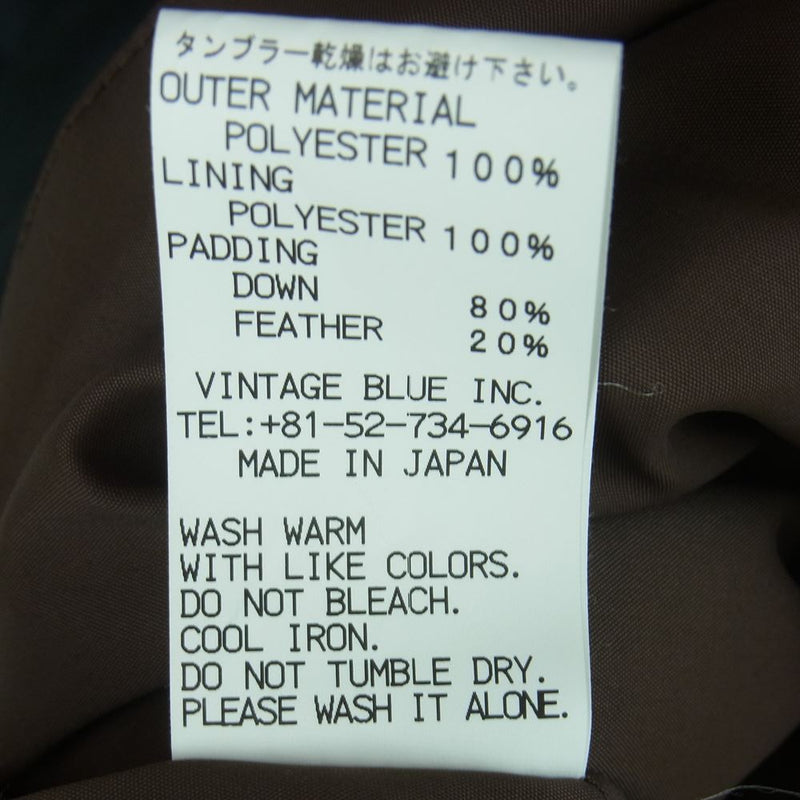 タンブラー乾燥はお避け下さい。
OUTER MATERIAL
POLYESTER 100%
LINING
POLYESTER 100%
PADDING
DOWN 80%
FEATHER 20%
VINTAGE BLUE INC.
TEL:+81-52-734-6916
MADE IN JAPAN
WASH WARM
WITH LIKE COLORS.
DO NOT BLEACH.
COOL IRON.
DO NOT TUMBLE DRY.
PLEASE WASH IT ALONE.